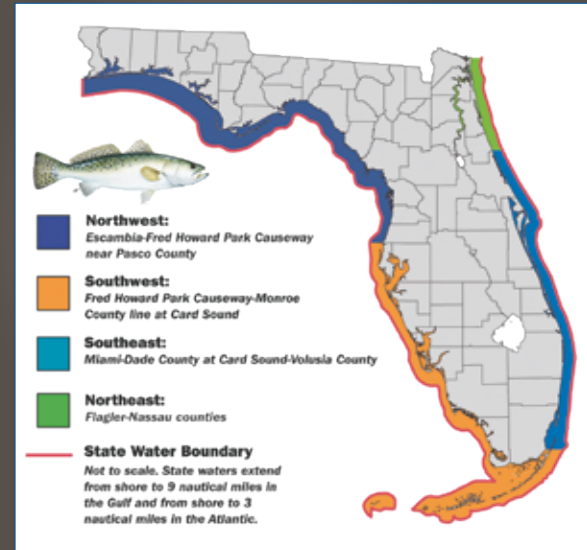 Northwest:
Escambia-Fred Howard Park Causeway
near Pasco County
Southwest:
Fred Howard Park Causeway-Monroe
County line at Card Sound
Southeast:
Miami-Dade County at Card Sound-Volusia County
Northeast:
Flagler-Nassau counties
State Water Boundary
Not to scale. State waters extend
from shore to 9 nautical miles in
the Gulf and from shore to 3
nautical miles in the Atlantic.